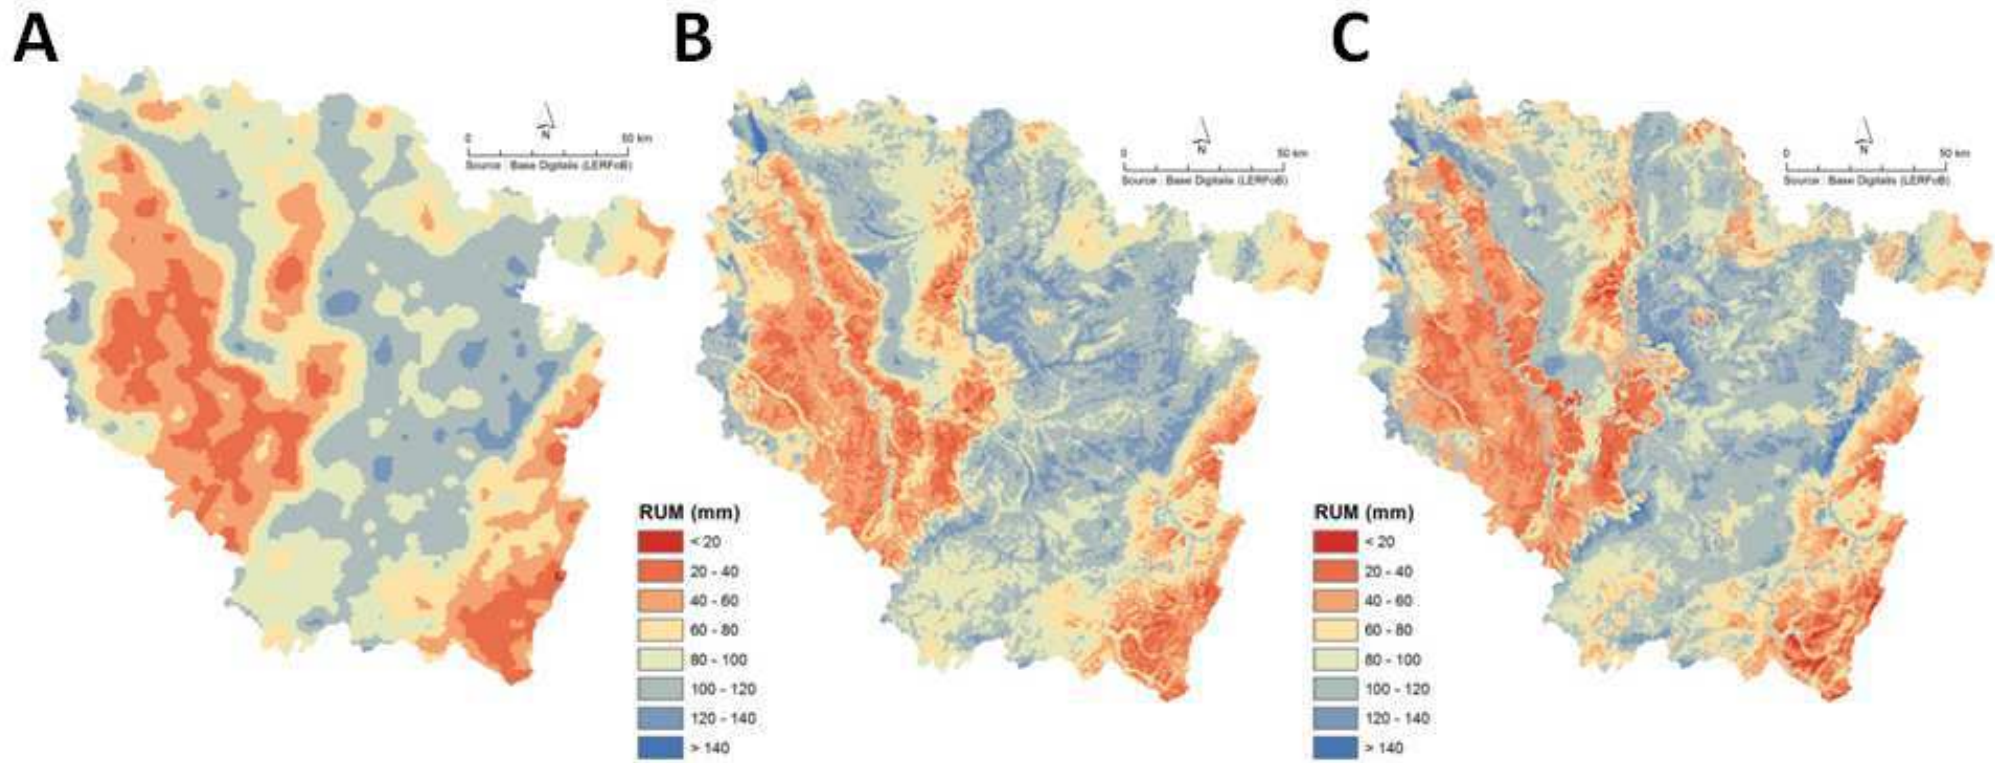 A
B
C
N
0
50 km
Source : Base Digitalis (LERFoB)
N
0
50 km
Source : Base Digitalis (LERFoB)
N
0
50 km
Source : Base Digitalis (LERFoB)
RUM (mm)
< 20
20 - 40
40 - 60
60 - 80
80 - 100
100 - 120
120 - 140
> 140
RUM (mm)
< 20
20 - 40
40 - 60
60 - 80
80 - 100
100 - 120
120 - 140
> 140